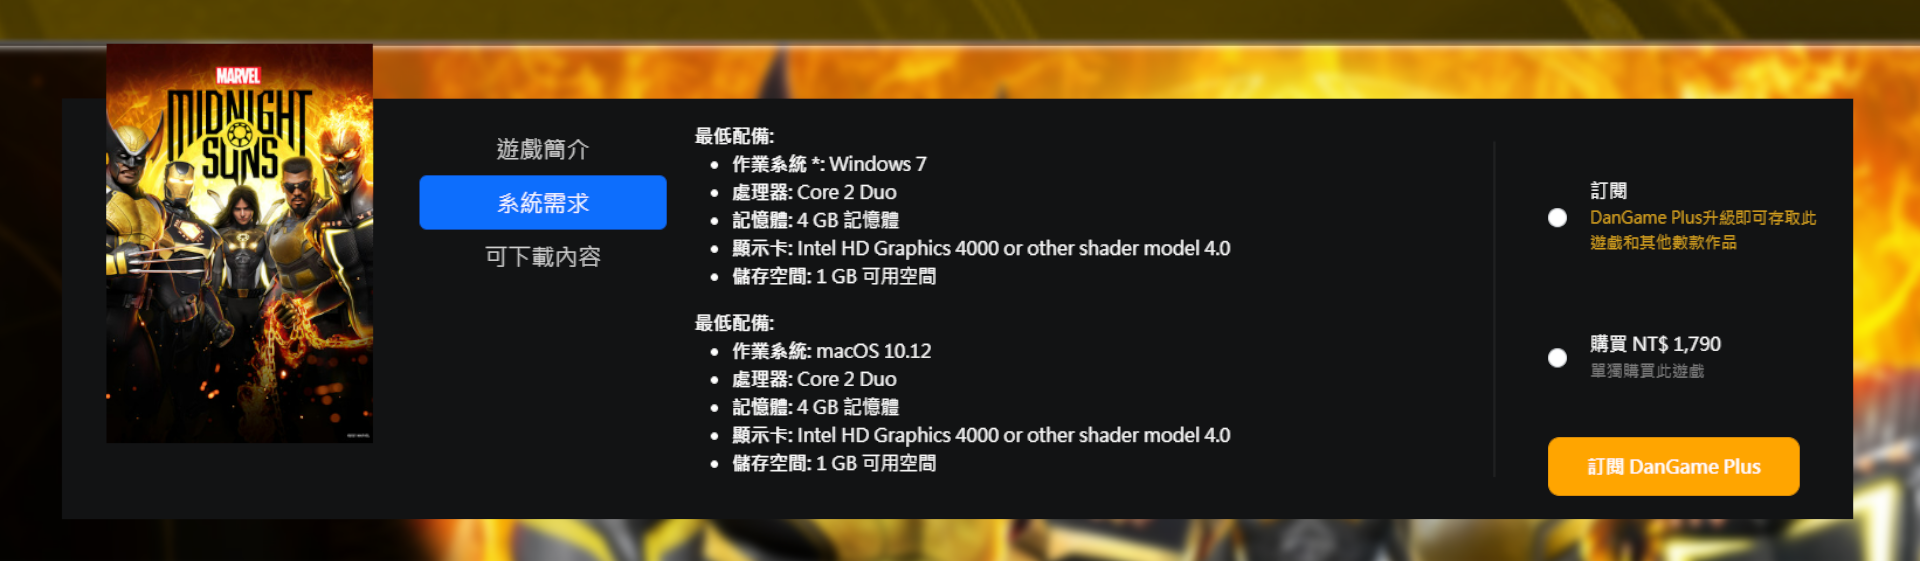 MARVEL
MIDNIGHT
SUNS
遊戲簡介
系統需求
可下載內容
最低配備:
作業系統 *: Windows 7
處理器: Core 2 Duo
記憶體: 4 GB 記憶體
顯示卡: Intel HD Graphics 4000 or other shader model 4.0
儲存空間: 1 GB 可用空間
最低配備:
作業系統: macOS 10.12
處理器: Core 2 Duo
記憶體: 4 GB 記憶體
顯示卡: Intel HD Graphics 4000 or other shader model 4.0
儲存空間: 1 GB 可用空間
訂閱
DanGame Plus升級即可存取此
遊戲和其他數款作品
購買 NT$ 1,790
單獨購買此遊戲
訂閱 DanGame Plus